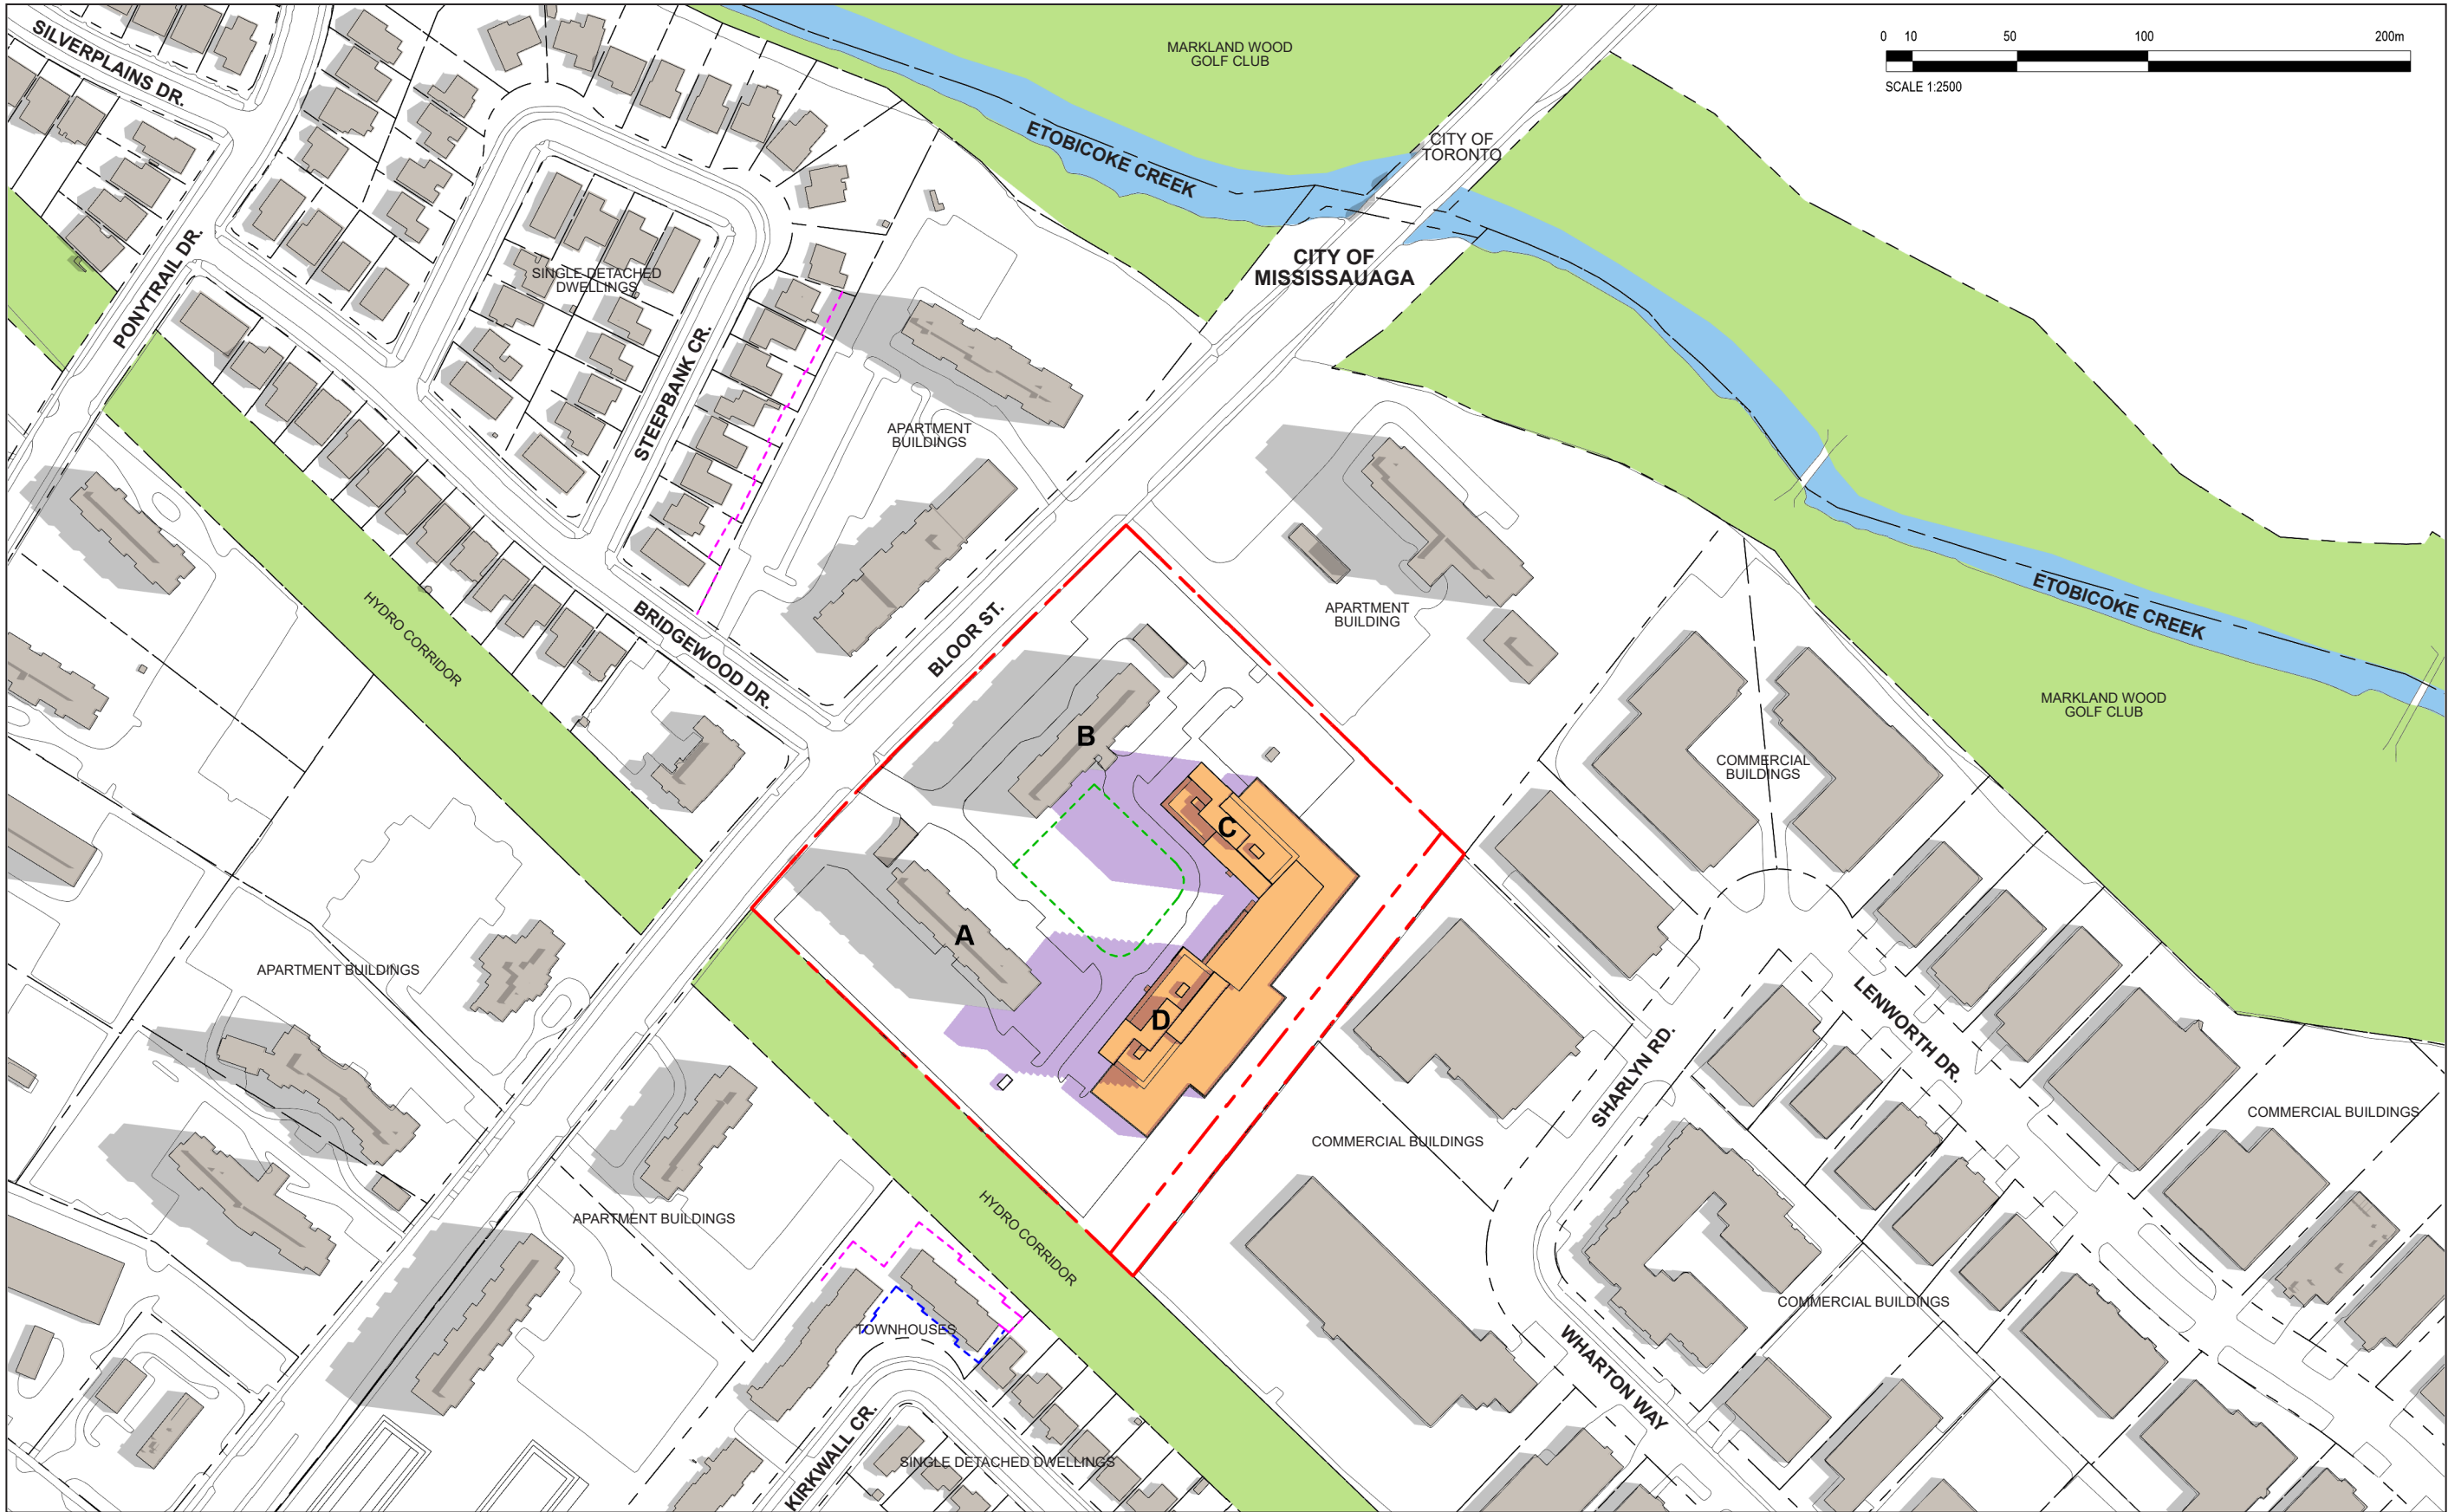 SILVERPLAINS DR.
MARKLAND WOOD
GOLF CLUB
0 10 50 100 200m
SCALE 1:2500
ETOBICOKE CREEK
CITY OF
TORONTO
CITY OF
MISSISSAUAGA
PONYTRAIL DR.
SINGLE DETACHED
DWELLINGS
STEEPBANK CR.
APARTMENT
BUILDINGS
HYDRO CORRIDOR
BRIDGEWOOD DR.
BLOOR ST.
APARTMENT
BUILDING
ETOBICOKE CREEK
MARKLAND WOOD
GOLF CLUB
COMMERCIAL
BUILDINGS
B
C
A
D
APARTMENT BUILDINGS
LENWORTH DR.
SHARLYN RD.
COMMERCIAL BUILDINGS
COMMERCIAL BUILDINGS
APARTMENT BUILDINGS
HYDRO CORRIDOR
COMMERCIAL BUILDINGS
TOWNHOUSES
WHARTON WAY
KIRKWALL CR.
SINGLE DETACHED DWELLINGS